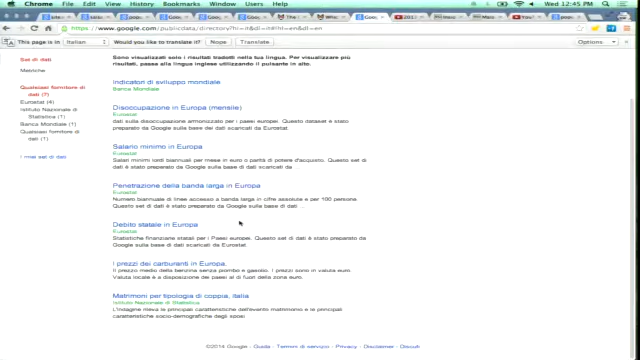 Chrome File Edit View History Bookmarks Window Help
Wed 12:45 PM
https://www.google.com/publicdata/directory?hl=it&dl=en
This page is in Italian Would you like to translate it? Nope Translate Options
Set di dati
Metriche
Qualsiasi fornitore di dati (7)
Eurostat (4)
Istituto Nazionale di Statistica (1)
Banca Mondiale (1)
Qualsiasi fornitore di dati (7)
I miei set di dati
Sono visualizzati solo i risultati tradotti nella tua lingua. Per visualizzare più
risultati, passa alla lingua inglese utilizzando il pulsante in alto.
Indicatori di sviluppo mondiale
Banca Mondiale
Disoccupazione in Europa (mensile)
Eurostat
dati sulla disoccupazione armonizzato per i paesi europei. Questo dataset è stato
preparato da Google sulla base dei dati scaricati da Eurostat
Salario minimo in Europa
Eurostat
Salari minimi lordi biannuali per mese in euro o parità di potere d'acquisto. Questo set di
dati è stato preparato da Google sulla base di dati scaricati da ...
Penetrazione della banda larga in Europa
Eurostat
Numero biannuale di linee accesso a banda larga in cifre assolute e per 100 persone
Questo set di dati è stato preparato da Google sulla base di dati ...
Debito statale in Europa
Eurostat
Statistiche finanziarie statali per i Paesi europei. Questo set di dati è stato preparato da
Google sulla base di dati scaricati da Eurostat.
I prezzi dei carburanti in Europa.
Il prezzo medio della benzina senza piombo e gasolio. I prezzi sono in valuta euro
Valuta locale è a disposizione dei paesi al di fuori della zona euro.
Matrimoni per tipologia di coppia, Italia
Istituto Nazionale di Statistica
L'indagine rileva le principali caratteristiche dell'evento matrimonio e le principali
caratteristiche socio-demografiche degli sposi
©2014 Google - Guida - Termini di servizio - Privacy - Disclaimer - Discuti